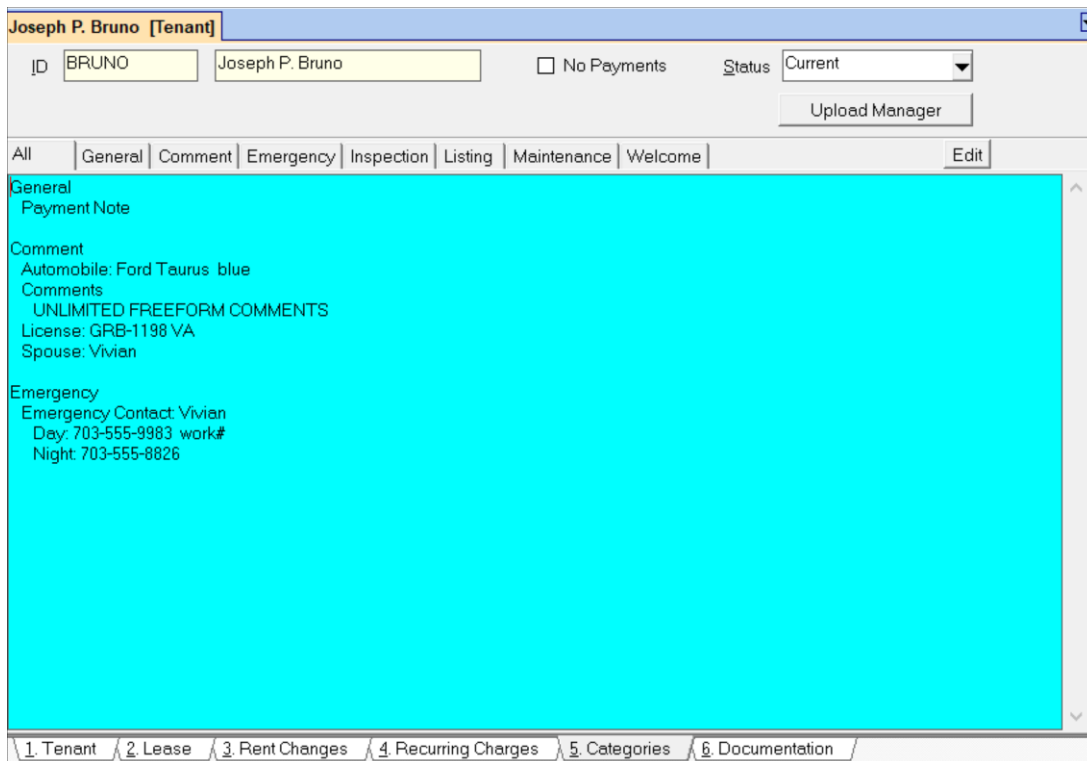 Joseph P. Bruno [Tenant]
ID BRUNO Joseph P. Bruno No Payments Status Current
Upload Manager
All General Comment Emergency Inspection Listing Maintenance Welcome Edit
General
Payment Note
Comment
Automobile: Ford Taurus blue
Comments
UNLIMITED FREEFORM COMMENTS
License: GRB-1198 VA
Spouse: Vivian
Emergency
Emergency Contact: Vivian
Day: 703-555-9983 work#
Night: 703-555-8826
1. Tenant 2. Lease 3. Rent Changes 4. Recurring Charges 5. Categories 6. Documentation